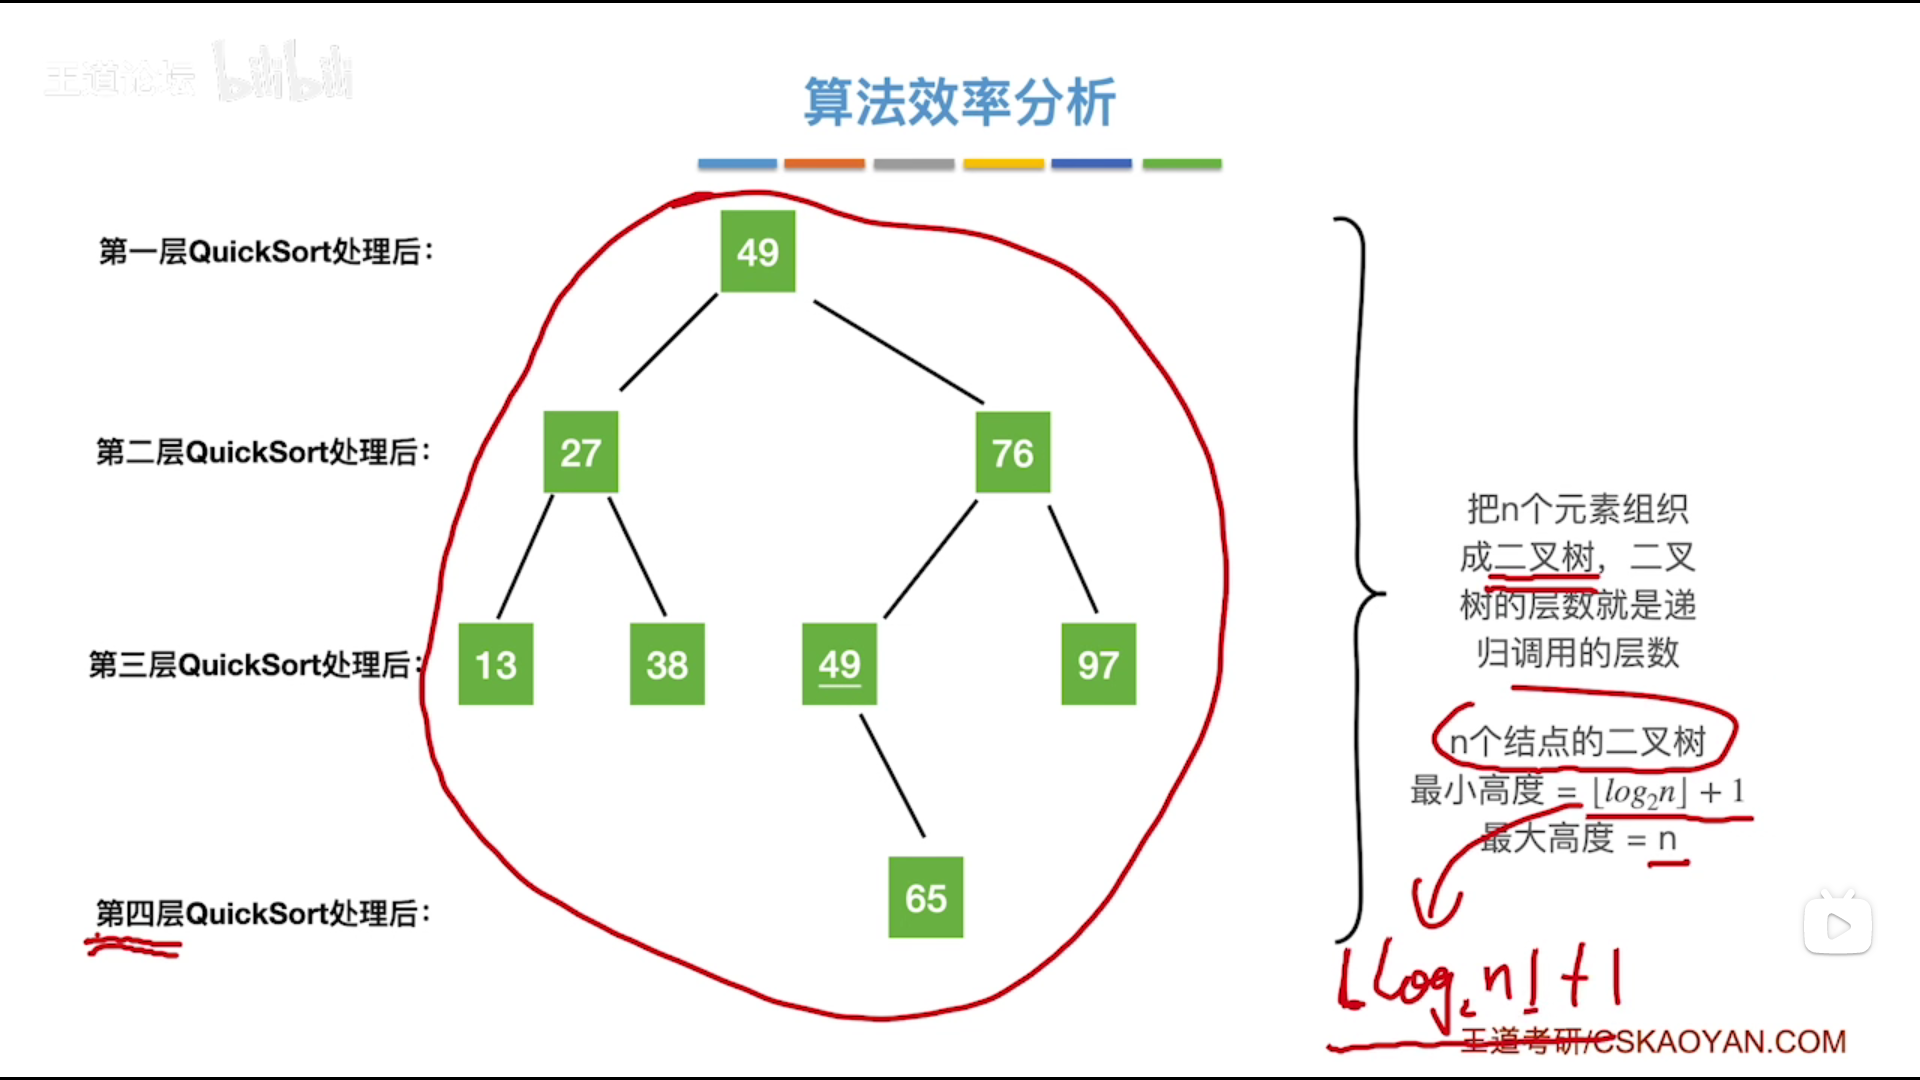 王道论坛 bilibili
算法效率分析
第一层QuickSort处理后：
49
第二层QuickSort处理后：
27
76
第三层QuickSort处理后：
13
38
49
97
第四层QuickSort处理后：
65
把n个元素组织
成二叉树，二叉
树的层数就是递
归调用的层数
n个结点的二叉树
最小高度 = ⌊log₂n⌋ + 1
最大高度 = n
⌊log₂n⌋+1
王道考研/CSKAOYAN.COM